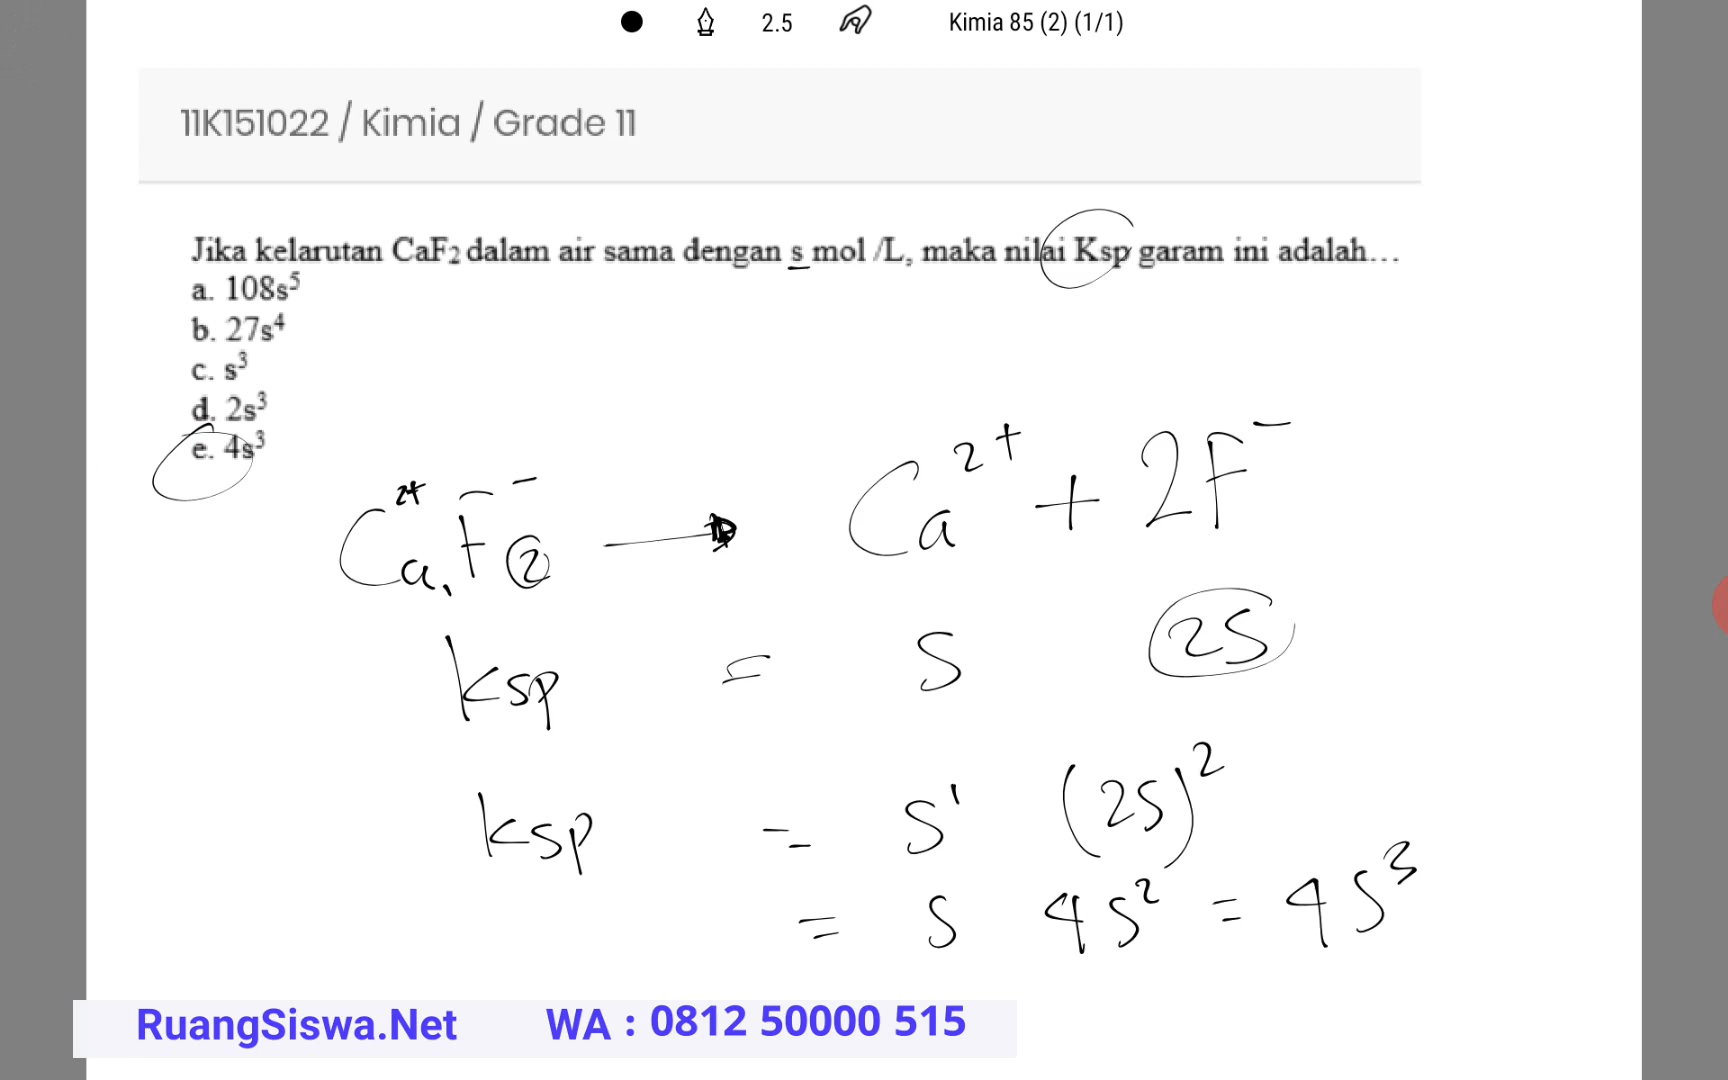 2.5 Kimia 85 (2) (1/1)
11K151022 / Kimia / Grade 11
Jika kelarutan CaF₂ dalam air sama dengan s mol /L, maka nilai Ksp garam ini adalah...
a. 108s⁵
b. 27s⁴
c. s³
d. 2s³
e. 4s³
Ca²⁺F⁻₂ → Ca²⁺ + 2F⁻
Ksp = S 2S
Ksp = S¹ (2S)²
= S 4S² = 4S³
RuangSiswa.Net WA : 0812 50000 515